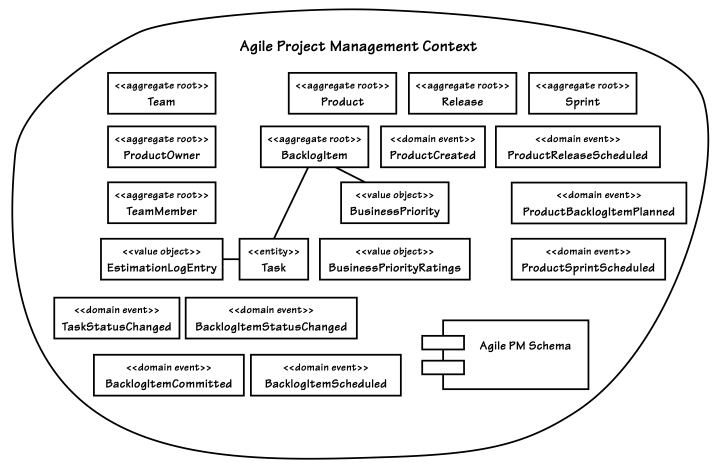 Agile Project Management Context
<<aggregate root>>
Team
<<aggregate root>>
Product
<<aggregate root>>
Release
<<aggregate root>>
Sprint
<<aggregate root>>
ProductOwner
<<aggregate root>>
BacklogItem
<<domain event>>
ProductCreated
<<domain event>>
ProductReleaseScheduled
<<aggregate root>>
TeamMember
<<value object>>
BusinessPriority
<<domain event>>
ProductBacklogItemPlanned
<<value object>>
EstimationLogEntry
<<entity>>
Task
<<value object>>
BusinessPriorityRatings
<<domain event>>
ProductSprintScheduled
<<domain event>>
TaskStatusChanged
<<domain event>>
BacklogItemStatusChanged
Agile PM Schema
<<domain event>>
BacklogItemCommitted
<<domain event>>
BacklogItemScheduled